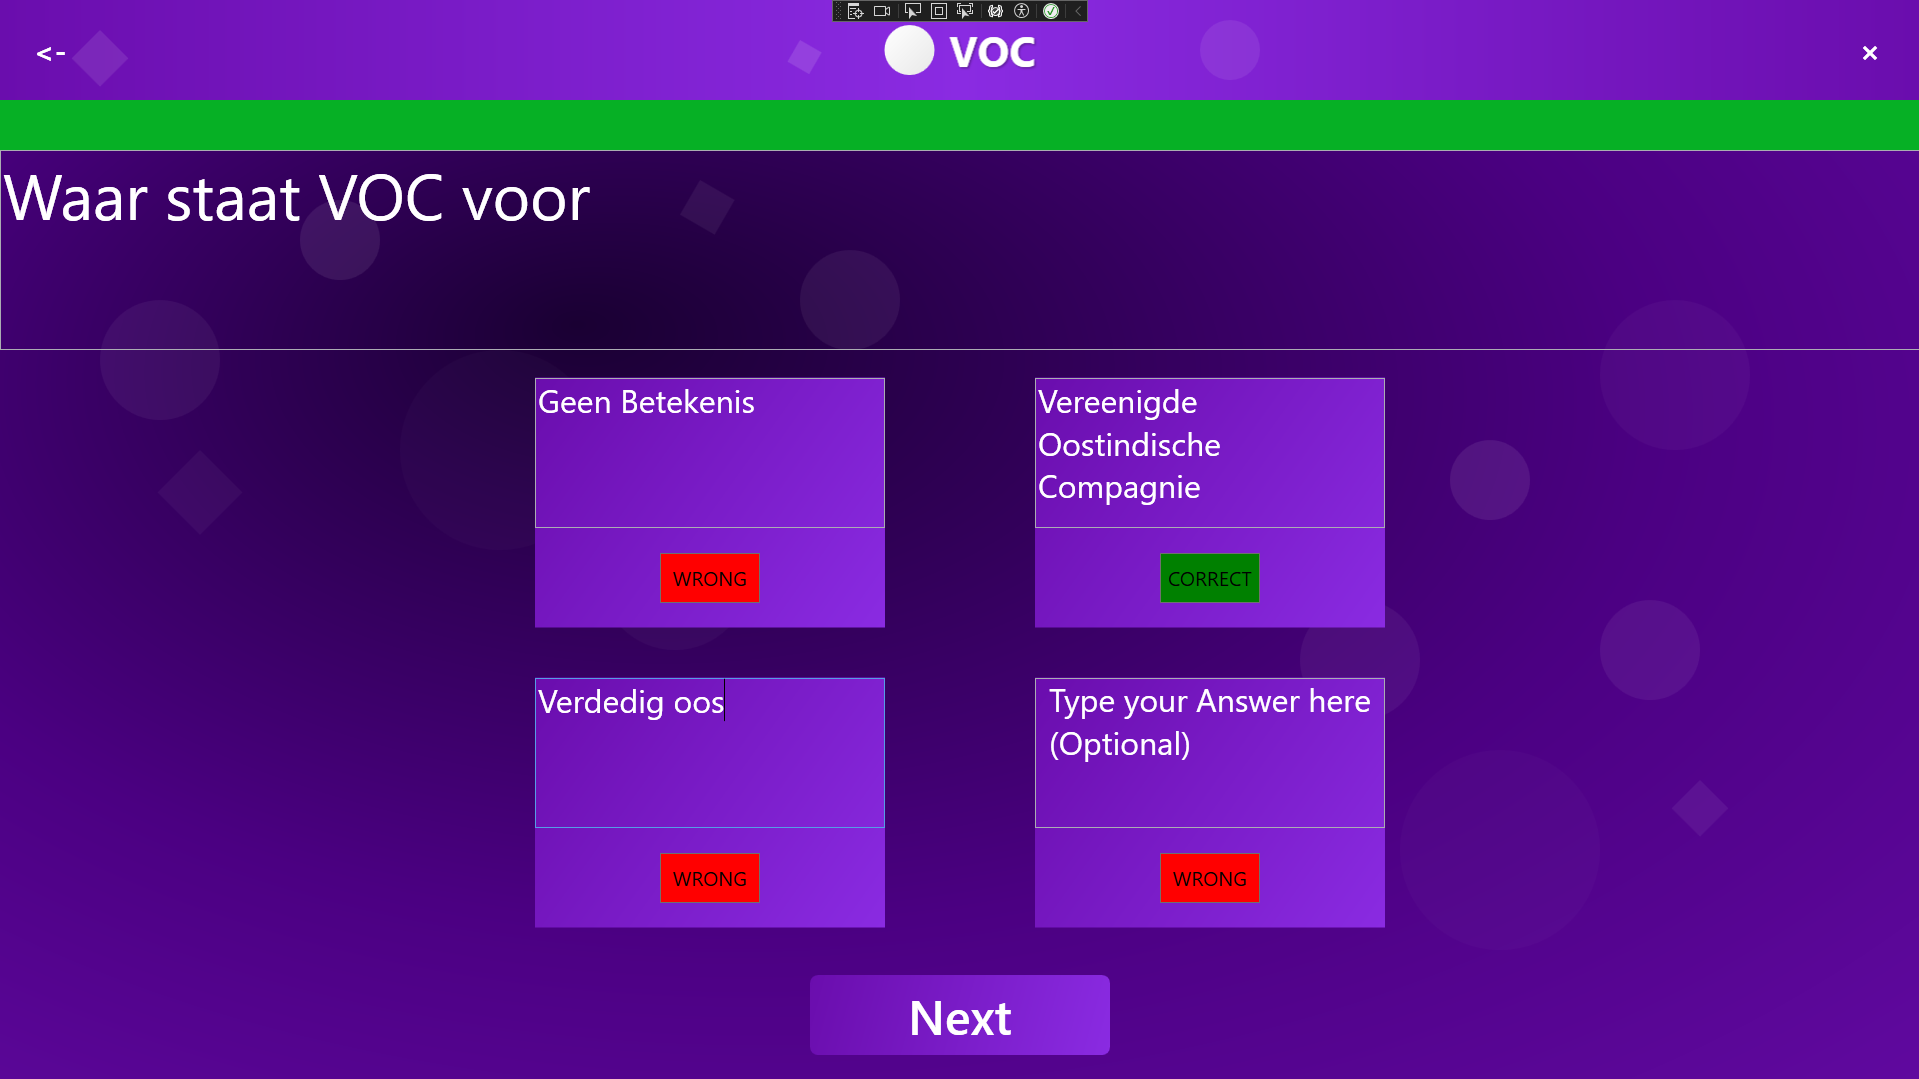 <-
VOC
×
Waar staat VOC voor
Geen Betekenis
Vereenigde
Oostindische
Compagnie
WRONG
CORRECT
Verdedig oos
Type your Answer here
(Optional)
WRONG
WRONG
Next